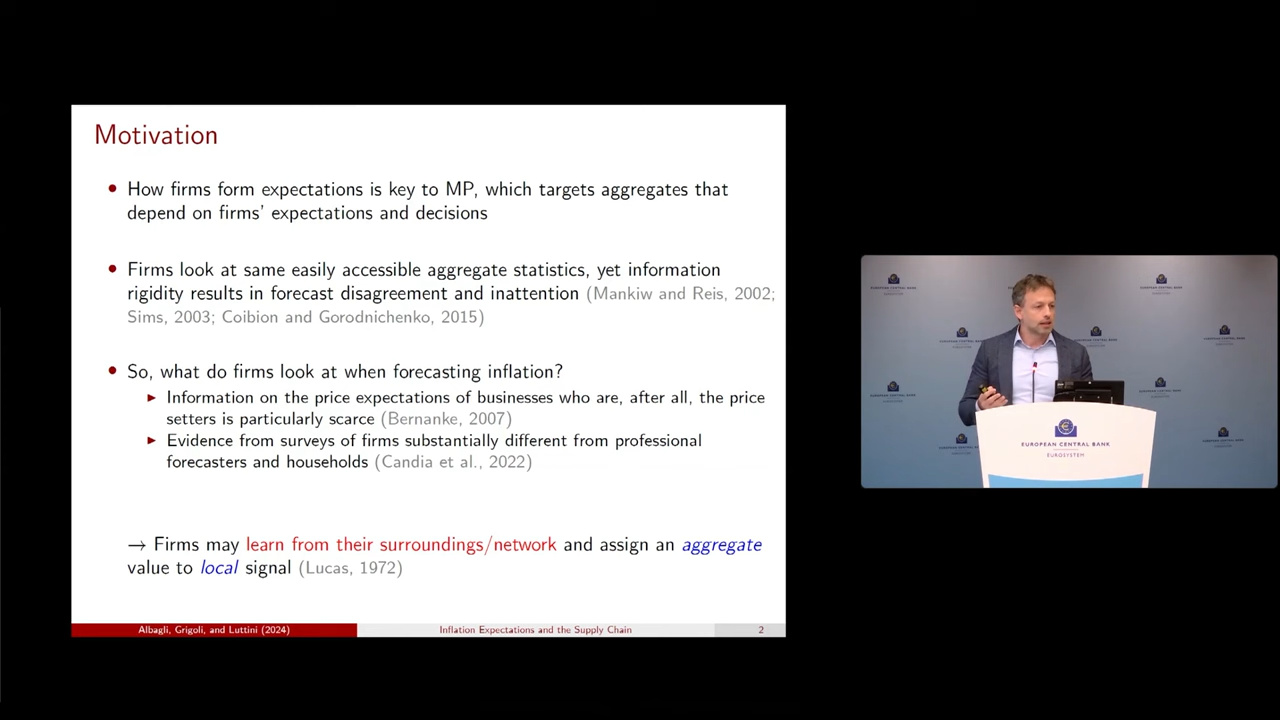 Motivation
• How firms form expectations is key to MP, which targets aggregates that
depend on firms' expectations and decisions
• Firms look at same easily accessible aggregate statistics, yet information
rigidity results in forecast disagreement and inattention (Mankiw and Reis, 2002;
Sims, 2003; Coibion and Gorodnichenko, 2015)
• So, what do firms look at when forecasting inflation?
▶ Information on the price expectations of businesses who are, after all, the price
setters is particularly scarce (Bernanke, 2007)
▶ Evidence from surveys of firms substantially different from professional
forecasters and households (Candia et al., 2022)
→ Firms may learn from their surroundings/network and assign an aggregate
value to local signal (Lucas, 1972)
Albagli, Grigoli, and Luttini (2024)
Inflation Expectations and the Supply Chain
2
EUROPEAN CENTRAL BANK
EUROSYSTEM